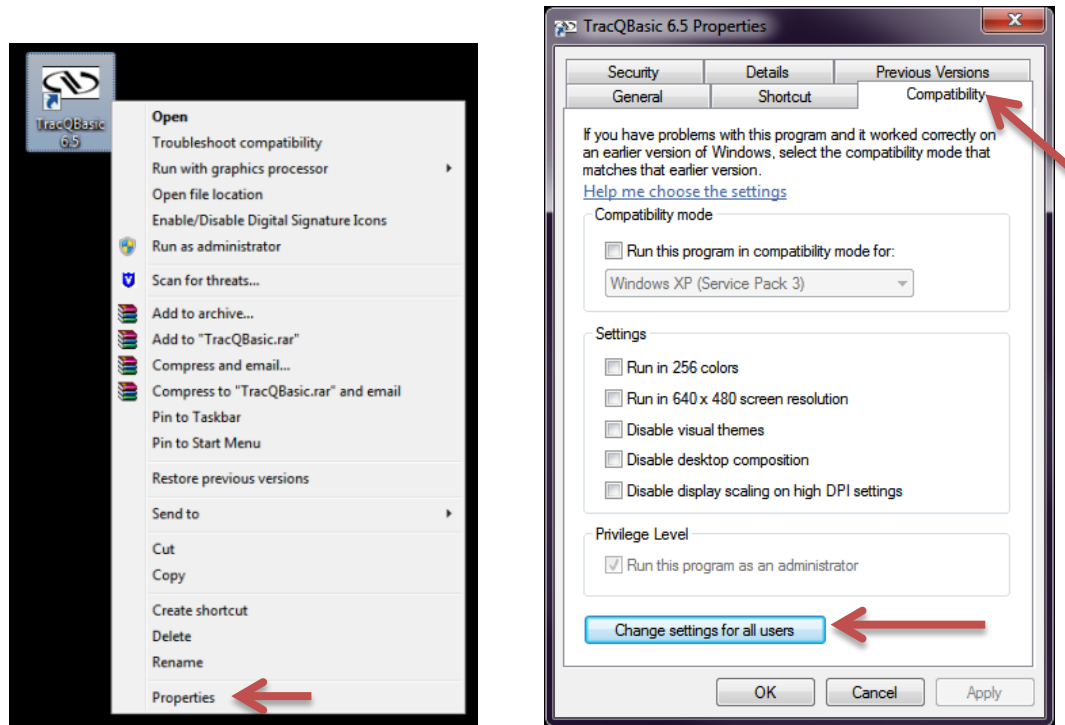 TracQBasic
6.5
Open
Troubleshoot compatibility
Run with graphics processor
Open file location
Enable/Disable Digital Signature Icons
Run as administrator
Scan for threats...
Add to archive...
Add to "TracQBasic.rar"
Compress and email...
Compress to "TracQBasic.rar" and email
Pin to Taskbar
Pin to Start Menu
Restore previous versions
Send to
Cut
Copy
Create shortcut
Delete
Rename
Properties
TracQBasic 6.5 Properties
Security Details Previous Versions
General Shortcut Compatibility
If you have problems with this program and it worked correctly on
an earlier version of Windows, select the compatibility mode that
matches that earlier version.
Help me choose the settings
Compatibility mode
Run this program in compatibility mode for:
Windows XP (Service Pack 3)
Settings
Run in 256 colors
Run in 640 x 480 screen resolution
Disable visual themes
Disable desktop composition
Disable display scaling on high DPI settings
Privilege Level
Run this program as an administrator
Change settings for all users
OK Cancel Apply